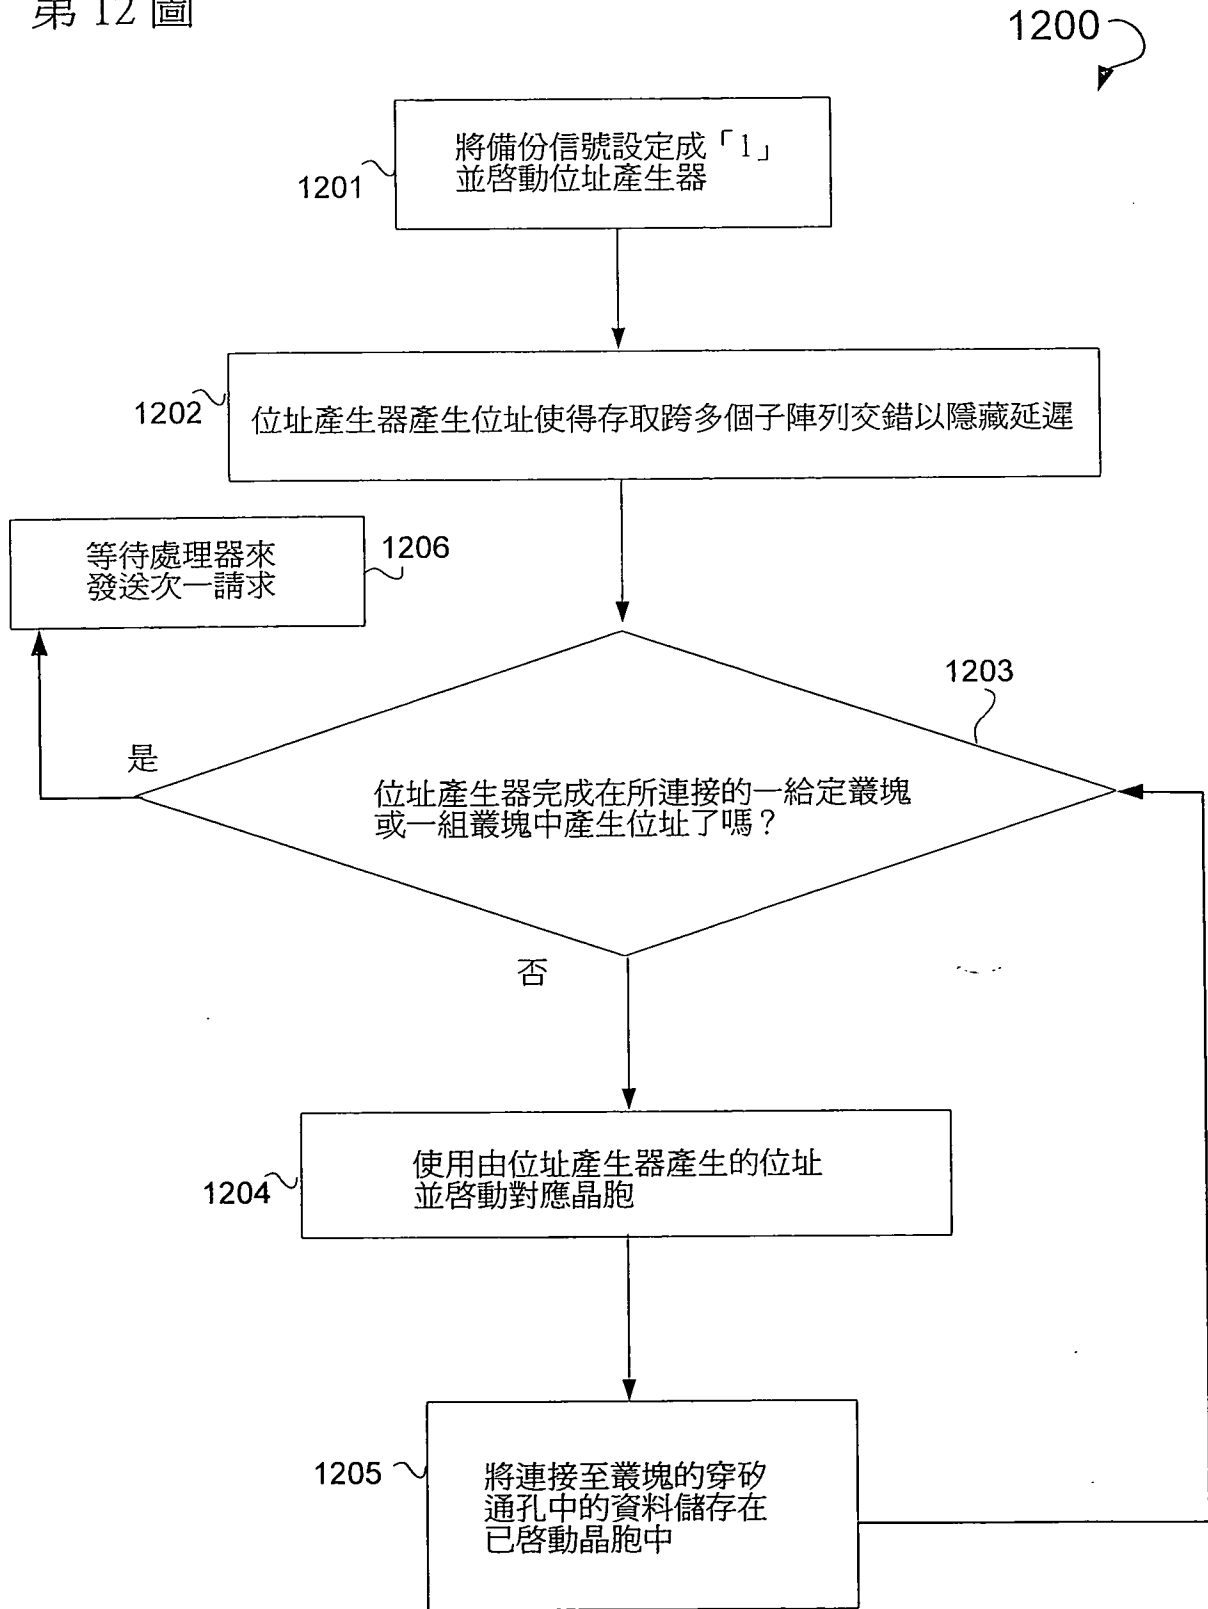 第 12 圖
1200
將備份信號設定成「1」
並啓動位址產生器
1201
1202
位址產生器產生位址使得存取跨多個子陣列交錯以隱藏延遲
等待處理器來
發送次一請求
1206
1203
是
位址產生器完成在所連接的一給定叢塊
或一組叢塊中產生位址了嗎？
否
使用由位址產生器產生的位址
並啓動對應晶胞
1204
1205
將連接至叢塊的穿矽
通孔中的資料儲存在
已啓動晶胞中